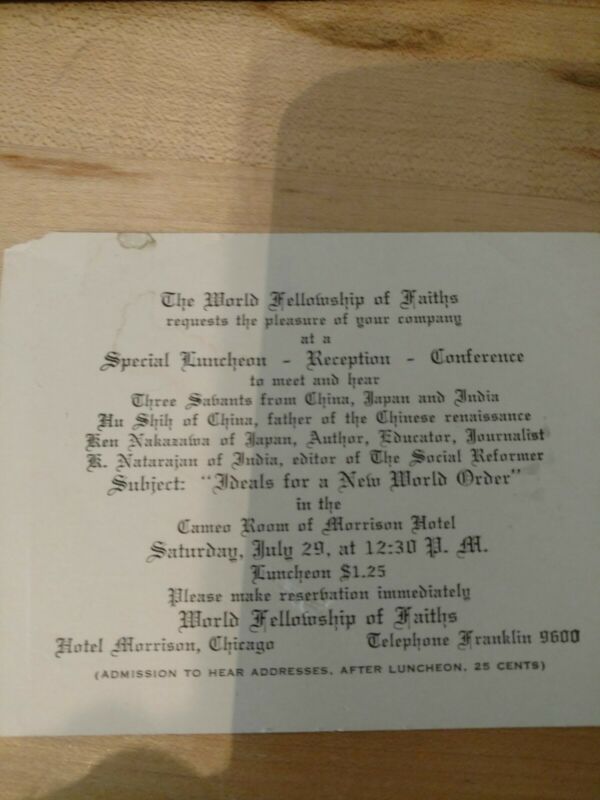 The World Fellowship of Faiths
requests the pleasure of your company
at a
Special Luncheon - Reception - Conference
to meet and hear
Three Savants from China, Japan and India
Hu Shih of China, father of the Chinese renaissance
Ken Nakazawa of Japan, Author, Educator, Journalist
K. Natarajan of India, editor of The Social Reformer
Subject: "Ideals for a New World Order"
in the
Cameo Room of Morrison Hotel
Saturday, July 29, at 12:30 P. M.
Luncheon $1.25
Please make reservation immediately
World Fellowship of Faiths
Hotel Morrison, Chicago Telephone Franklin 9600
(ADMISSION TO HEAR ADDRESSES, AFTER LUNCHEON, 25 CENTS)